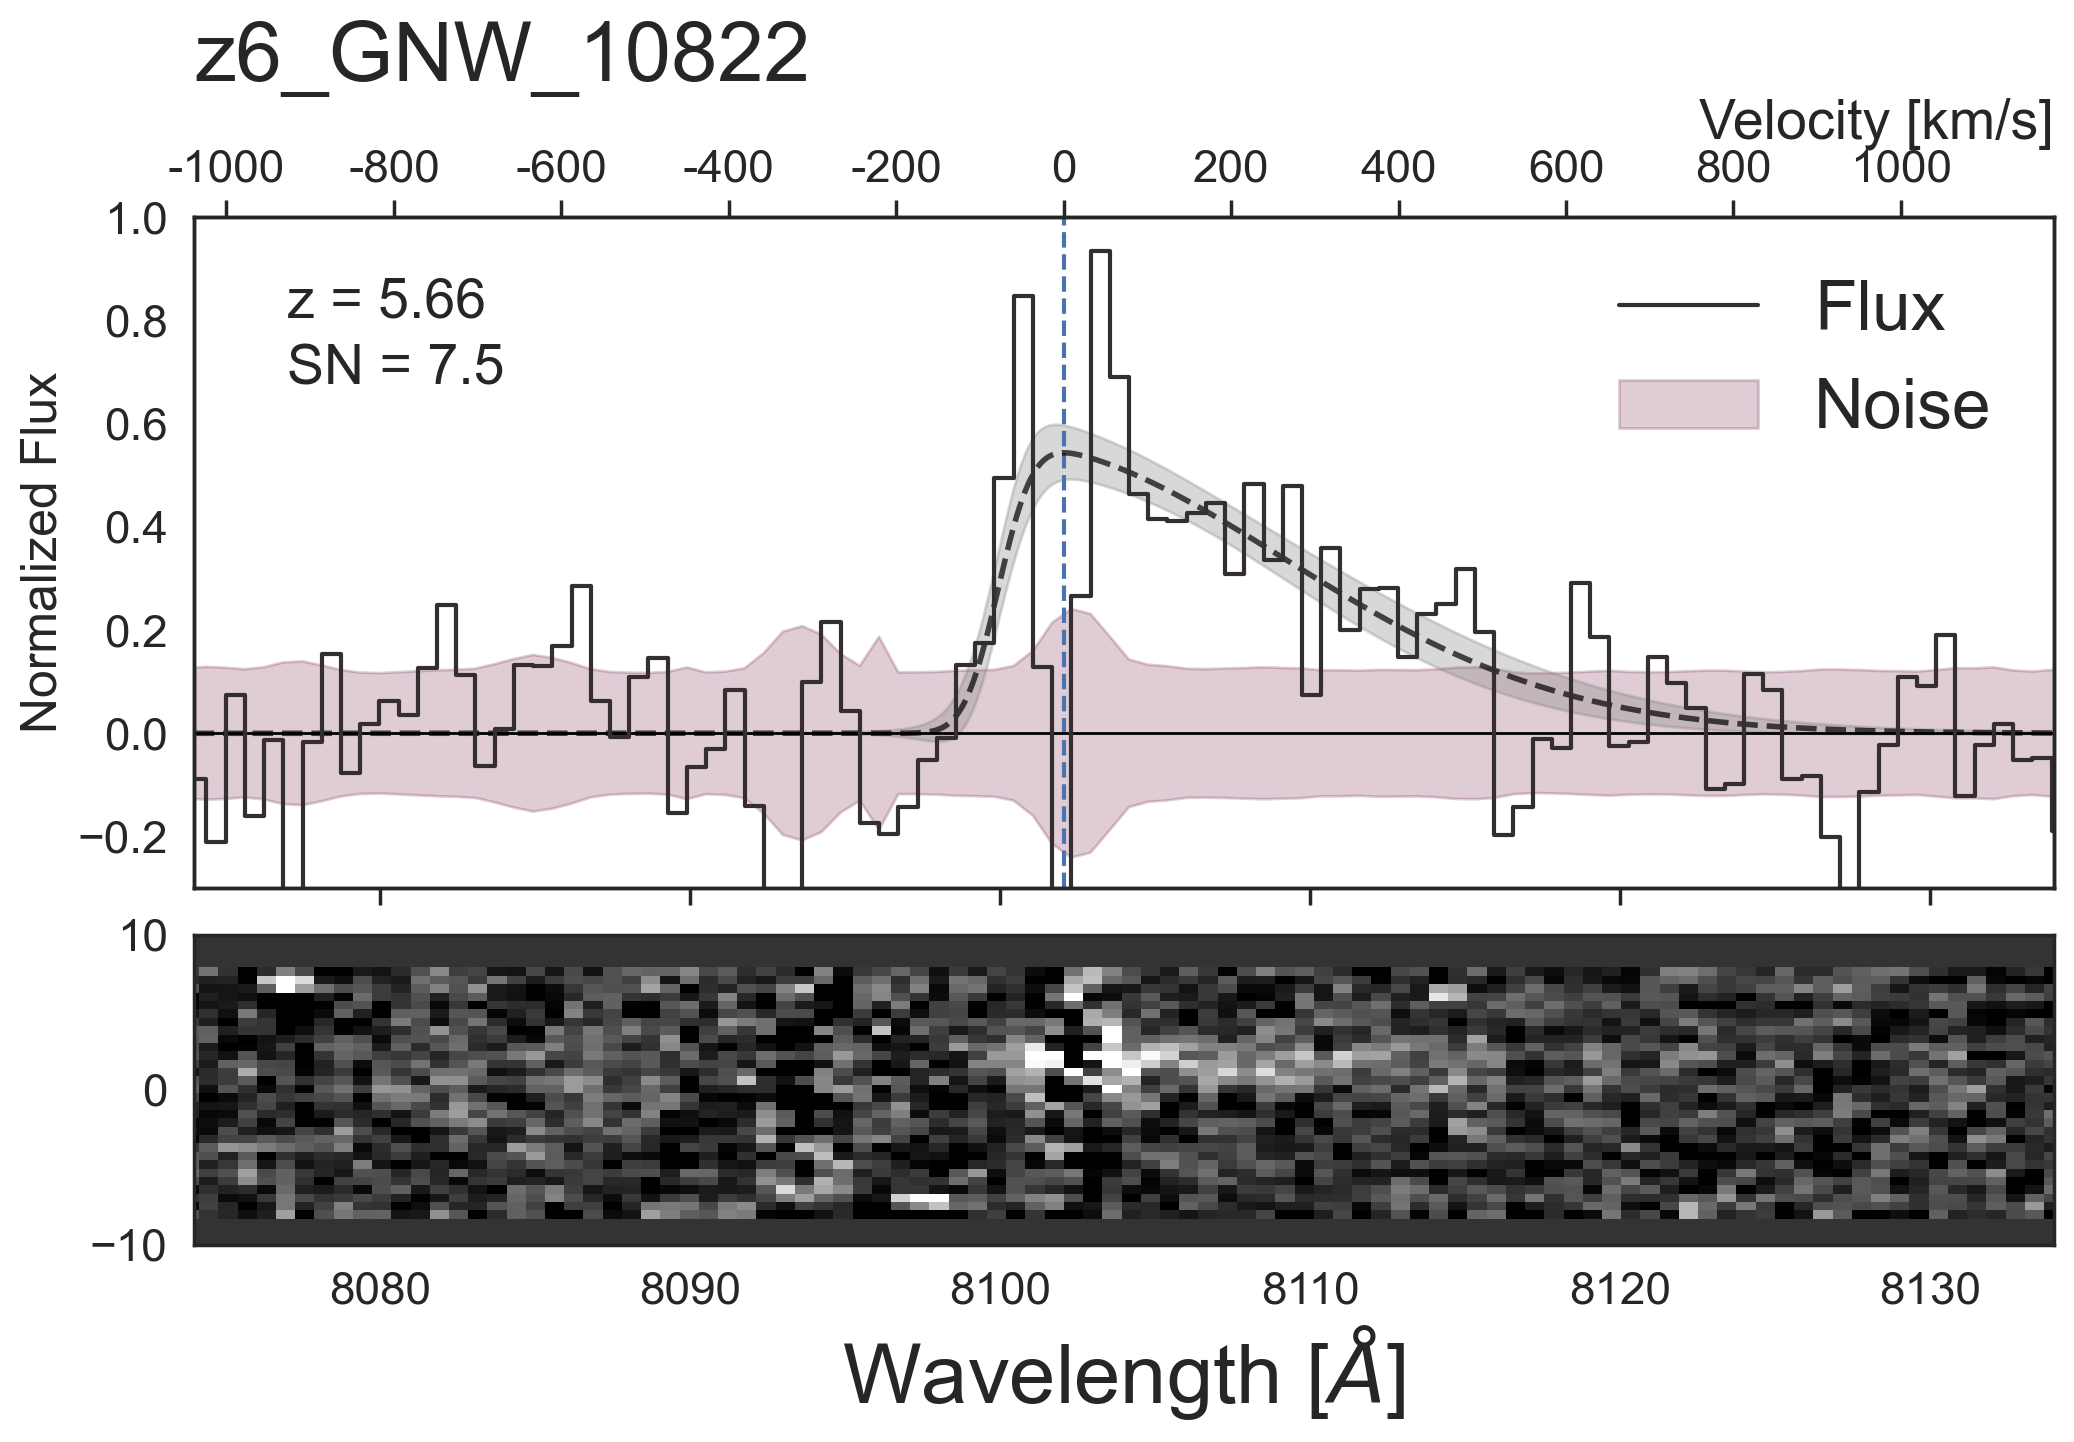 z6_GNW_10822
Velocity [km/s]
-1000 -800 -600 -400 -200 0 200 400 600 800 1000
1.0
0.8
0.6
0.4
0.2
0.0
−0.2
Normalized Flux
z = 5.66
SN = 7.5
Flux
Noise
10
0
−10
8080 8090 8100 8110 8120 8130
Wavelength [Å]